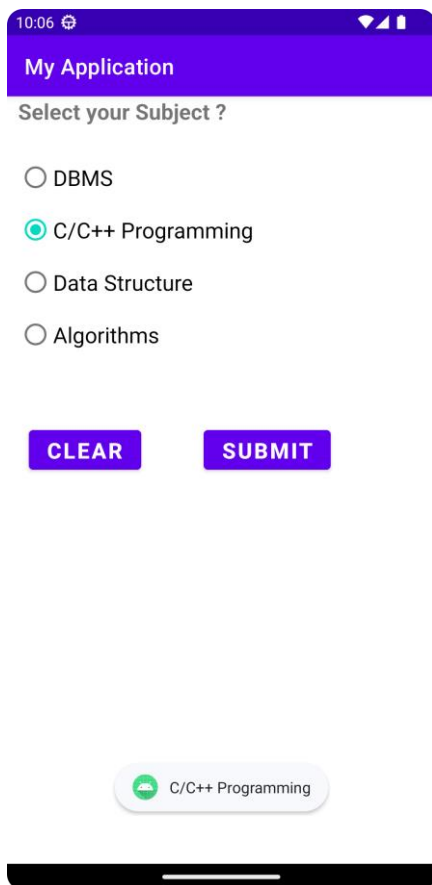 10:06
My Application
Select your Subject ?
DBMS
C/C++ Programming
Data Structure
Algorithms
CLEAR SUBMIT
C/C++ Programming